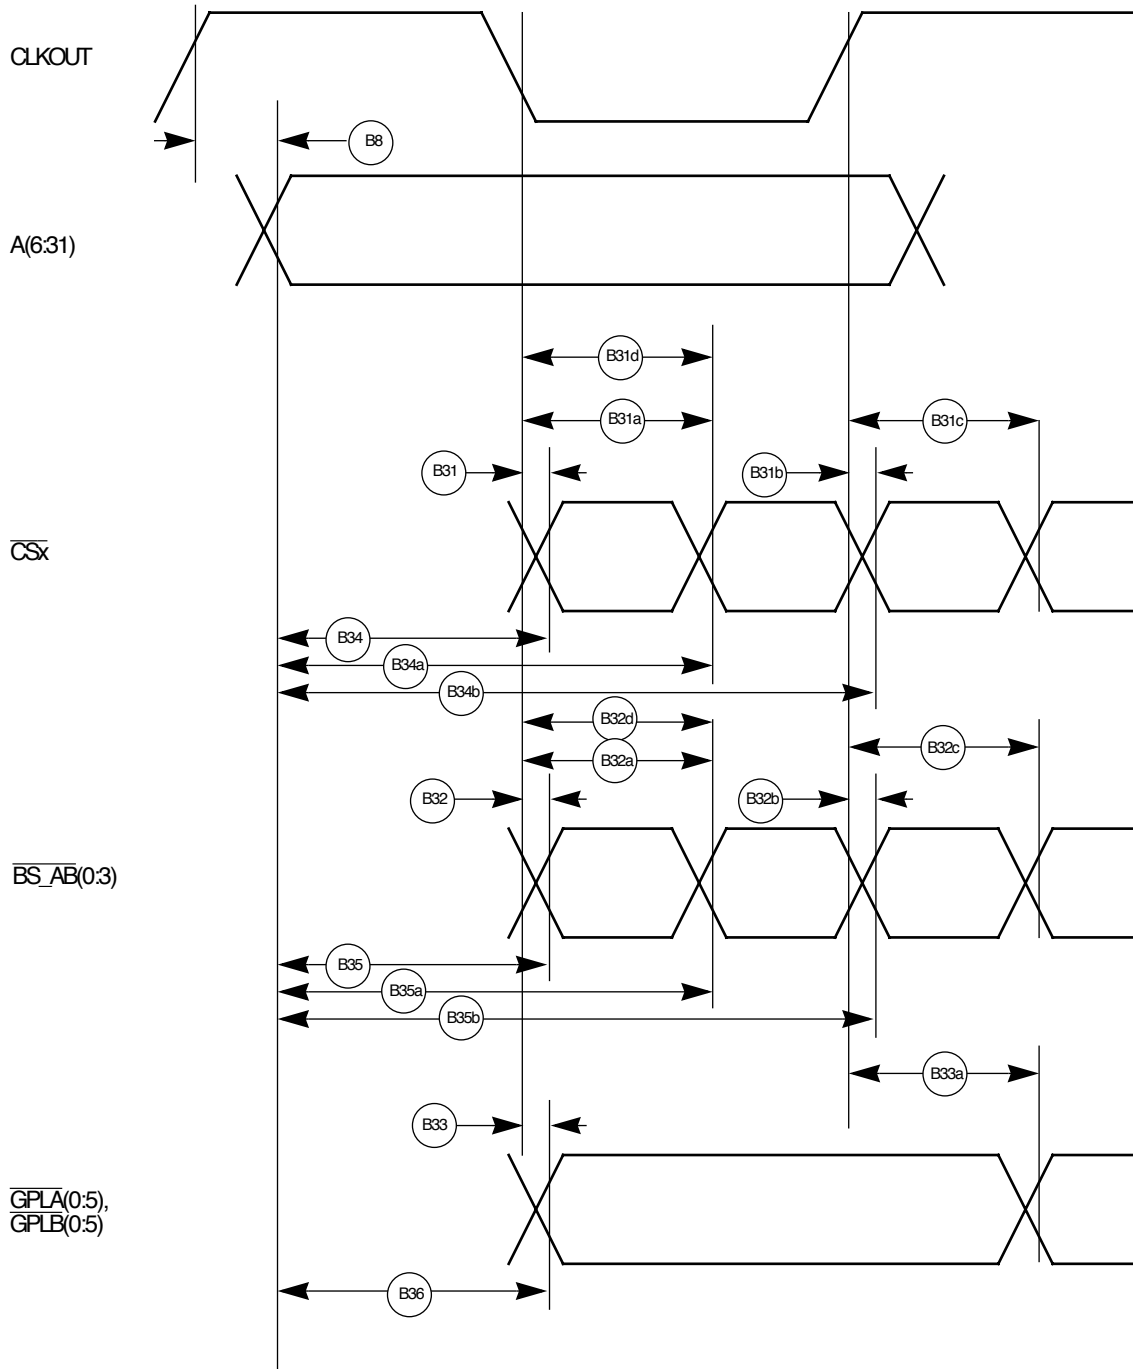 CLKOUT
B8
A(6:31)
B31d
B31a
B31c
B31
B31b
CSx
B34
B34a
B34b
B32d
B32a
B32c
B32
B32b
BS_AB(0:3)
B35
B35a
B35b
B33a
B33
GPLA(0:5),
GPLB(0:5)
B36